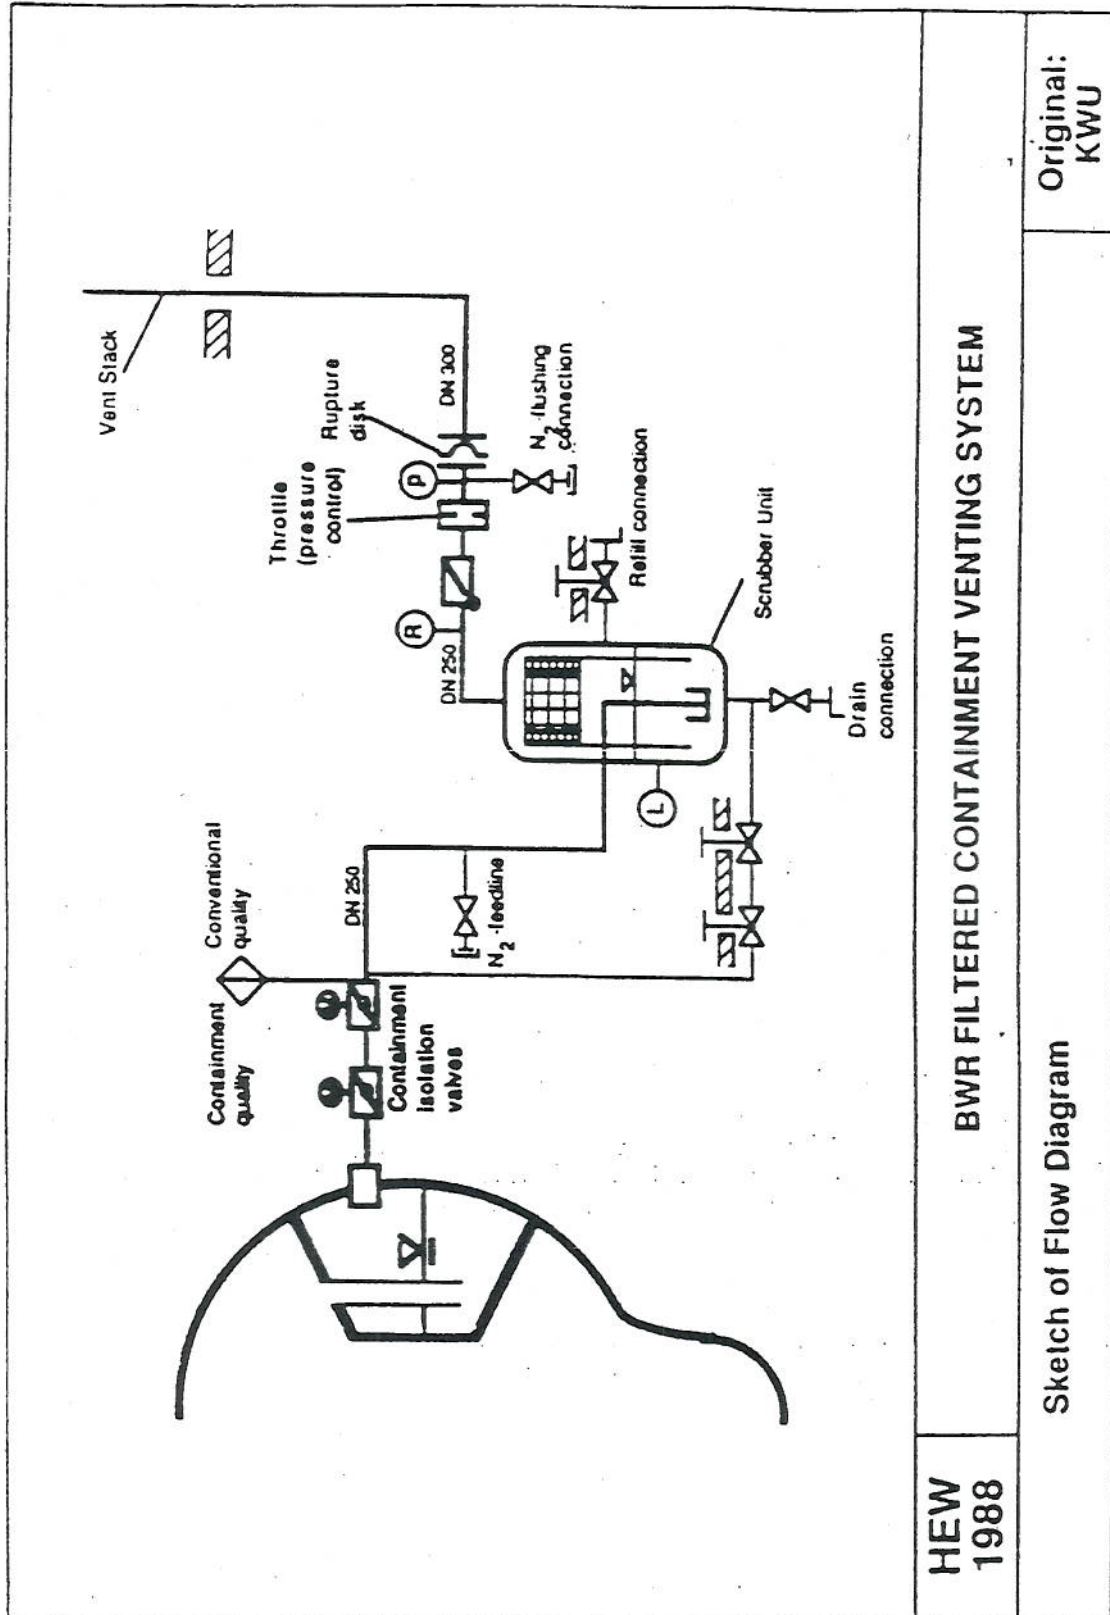 Vent Stack
Rupture
disk
Throttle
(pressure
control)
DN 300
P
N2-flushing
connection
R
DN 250
Refill connection
Scrubber Unit
L
Drain
connection
Containment
quality
Conventional
quality
DN 250
N2-feedline
Containment
isolation
valves
HEW
1988
BWR FILTERED CONTAINMENT VENTING SYSTEM
Sketch of Flow Diagram
Original:
KWU